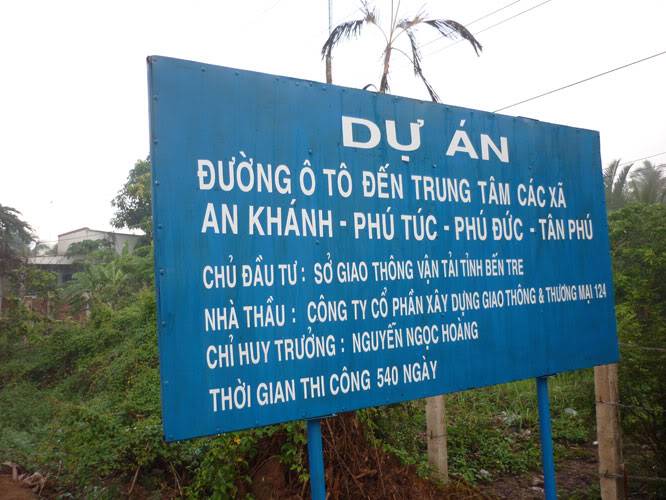 DỰ ÁN
ĐƯỜNG Ô TÔ ĐẾN TRUNG TÂM CÁC XÃ
AN KHÁNH - PHÚ TÚC - PHÚ ĐỨC - TÂN PHÚ
CHỦ ĐẦU TƯ : SỞ GIAO THÔNG VẬN TẢI TỈNH BẾN TRE
NHÀ THẦU : CÔNG TY CỔ PHẦN XÂY DỰNG GIAO THÔNG & THƯƠNG MẠI 124
CHỈ HUY TRƯỞNG : NGUYỄN NGỌC HOÀNG
THỜI GIAN THI CÔNG 540 NGÀY